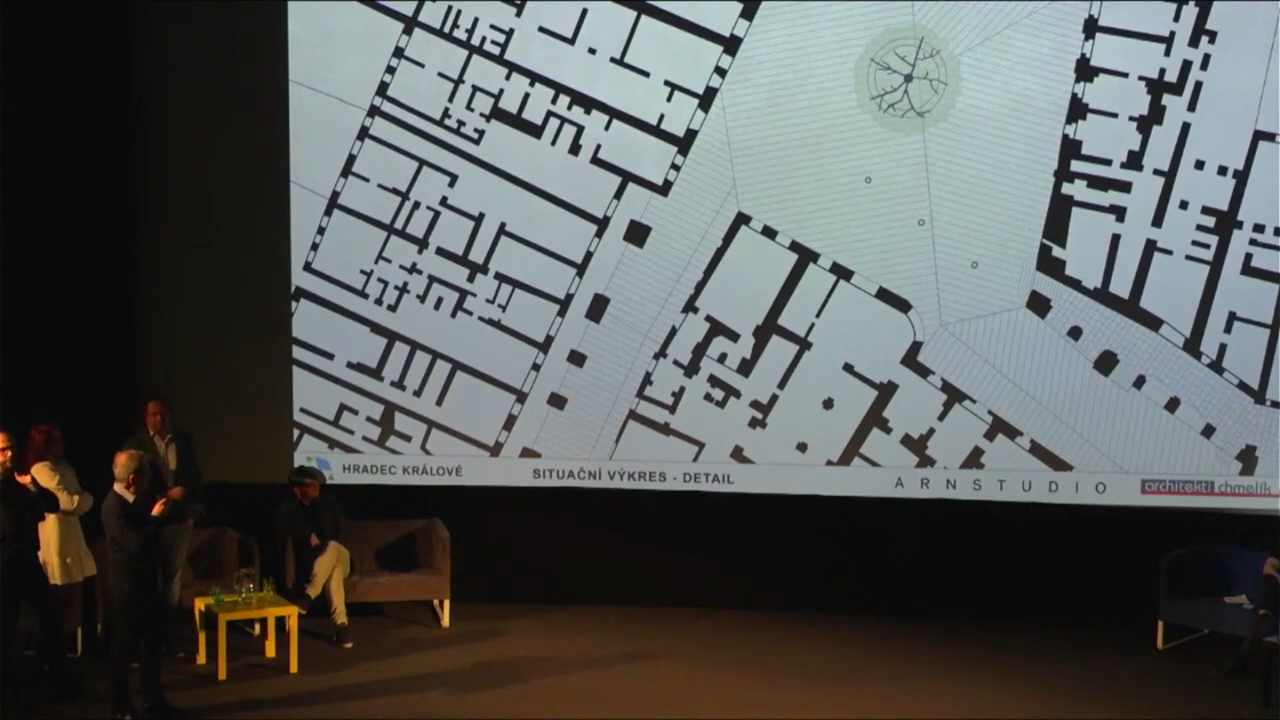 HRADEC KRÁLOVÉ
SITUAČNÍ VÝKRES - DETAIL
ARNSTUDIO
architekti chmelík